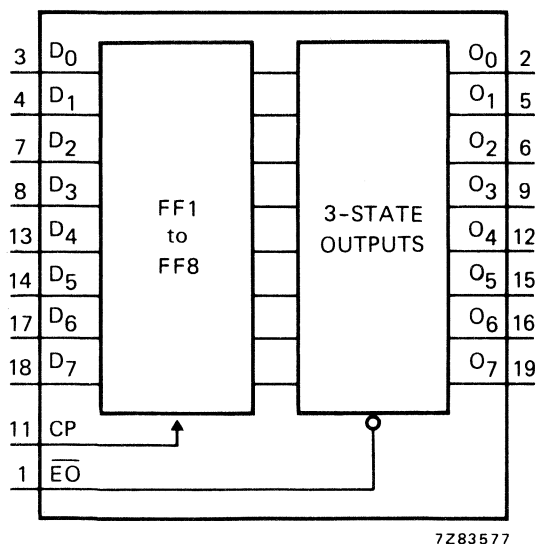 3 D0 O0 2
4 D1 O1 5
7 D2 O2 6
8 D3 O3 9
13 D4 O4 12
14 D5 O5 15
17 D6 O6 16
18 D7 O7 19
FF1
to
FF8
3-STATE
OUTPUTS
11 CP
1 E̅O̅
7Z83577